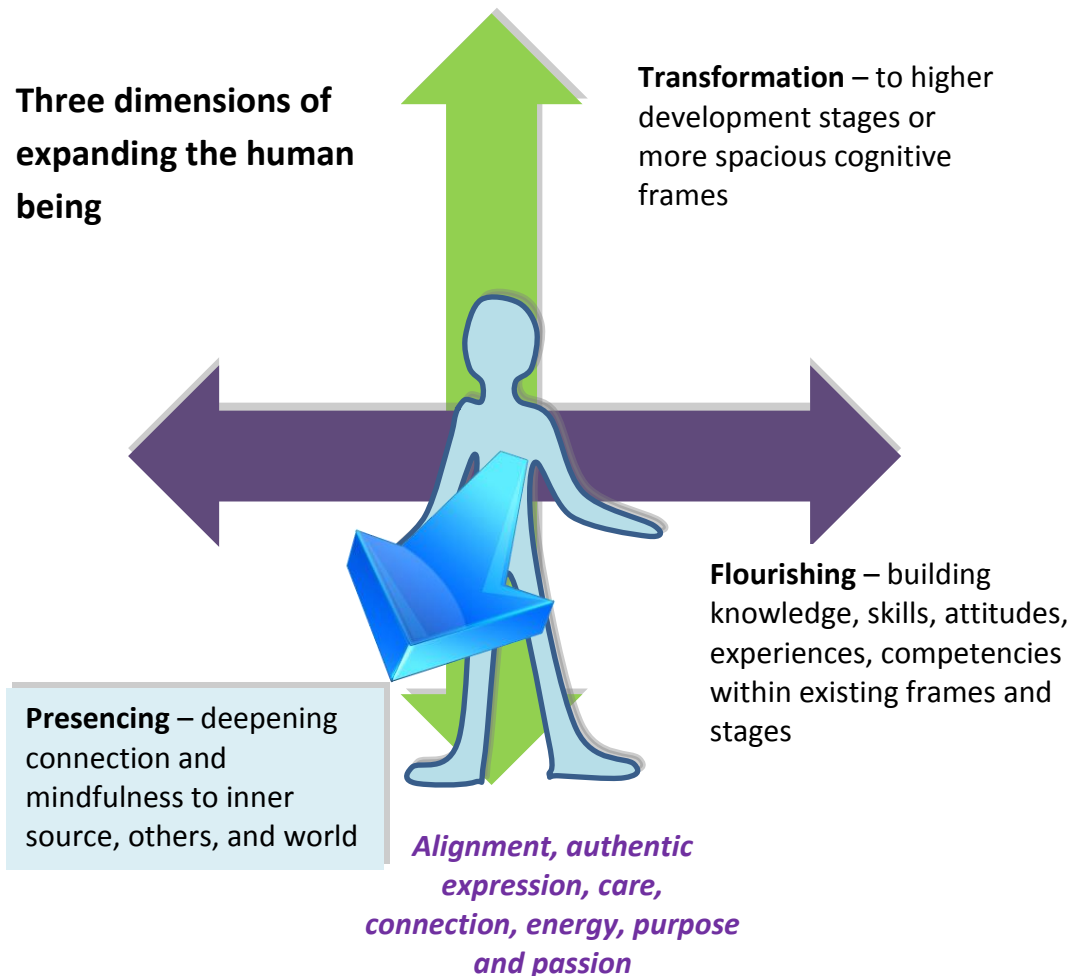 Three dimensions of
expanding the human
being
Transformation – to higher
development stages or
more spacious cognitive
frames
Flourishing – building
knowledge, skills, attitudes,
experiences, competencies
within existing frames and
stages
Presencing – deepening
connection and
mindfulness to inner
source, others, and world
Alignment, authentic
expression, care,
connection, energy, purpose
and passion